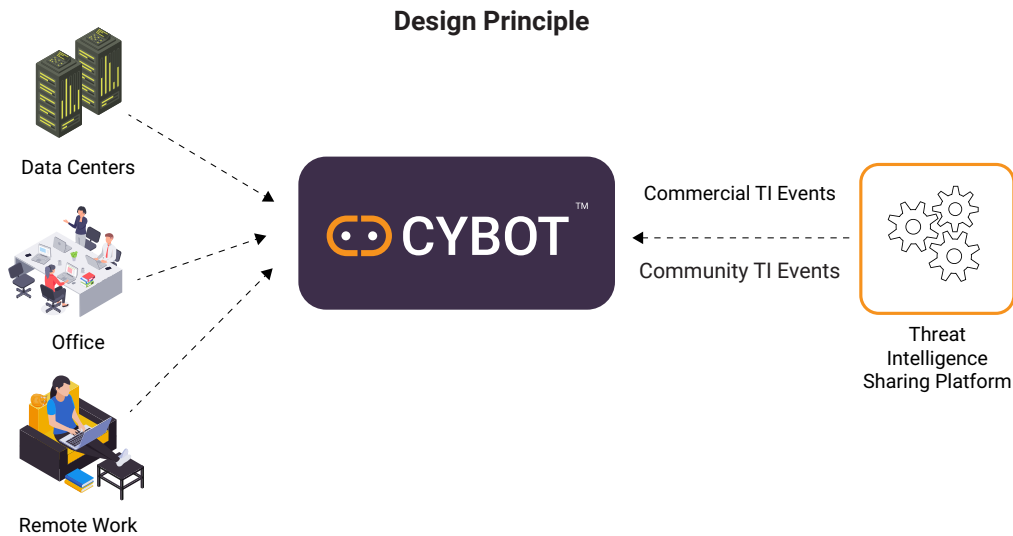 Design Principle
Data Centers
Office
Remote Work
CYBOT™
Commercial TI Events
Community TI Events
Threat
Intelligence
Sharing Platform